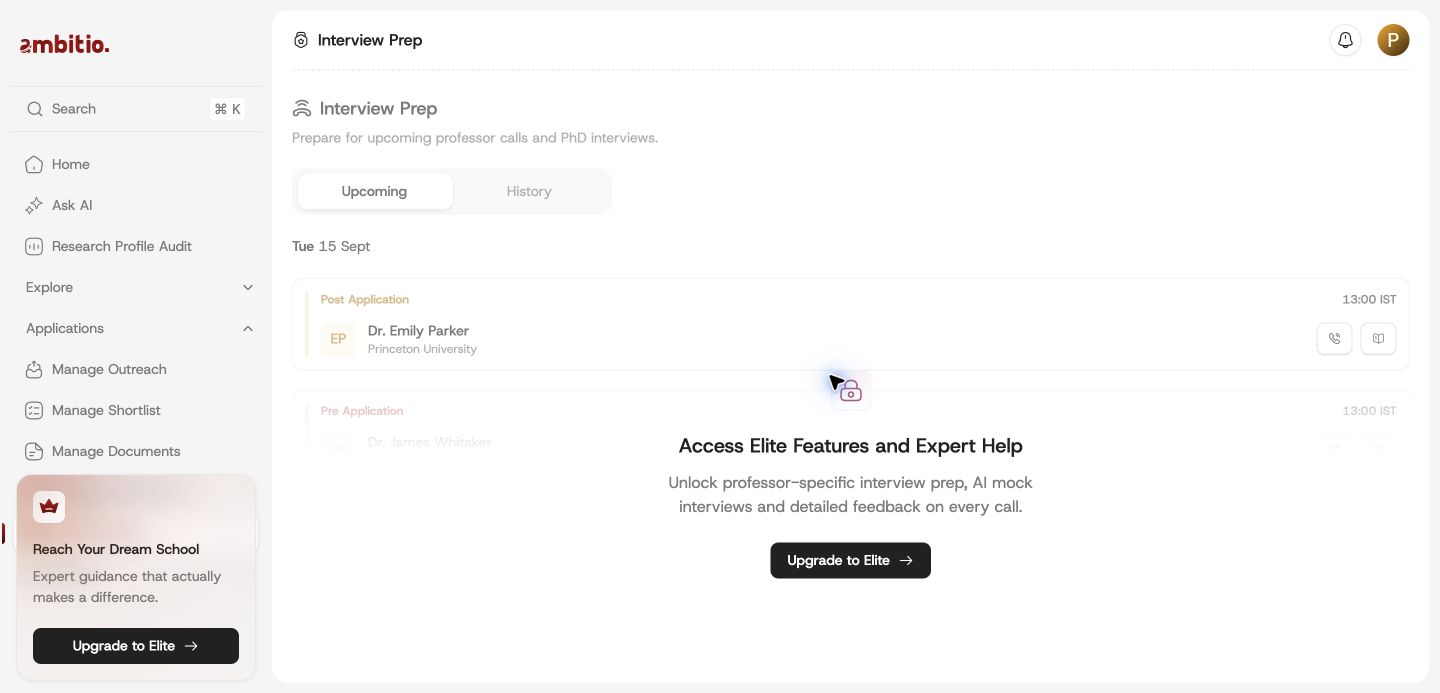 ambitio.
Search
⌘ K
Home
Ask AI
Research Profile Audit
Explore
Applications
Manage Outreach
Manage Shortlist
Manage Documents
Reach Your Dream School
Expert guidance that actually
makes a difference.
Upgrade to Elite →
Interview Prep
P
Interview Prep
Prepare for upcoming professor calls and PhD interviews.
Upcoming
History
Tue 15 Sept
Post Application
13:00 IST
EP
Dr. Emily Parker
Princeton University
Pre Application
13:00 IST
Dr. James Whitaker
Access Elite Features and Expert Help
Unlock professor-specific interview prep, AI mock
interviews and detailed feedback on every call.
Upgrade to Elite →